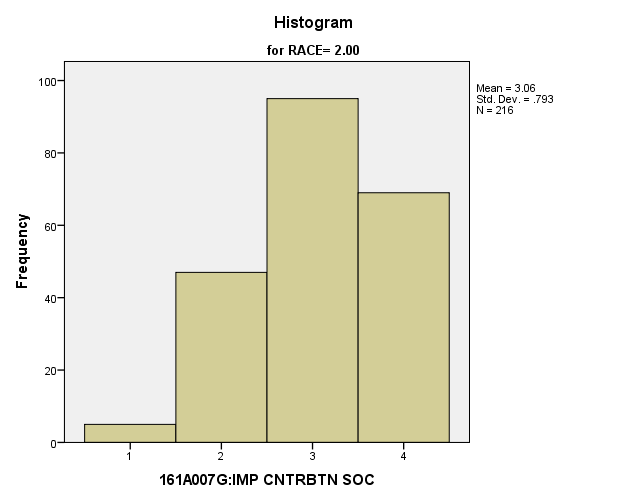 Histogram
for RACE= 2.00
Mean = 3.06
Std. Dev. = .793
N = 216
Frequency
100
80
60
40
20
0
1 2 3 4
161A007G:IMP CNTRBTN SOC